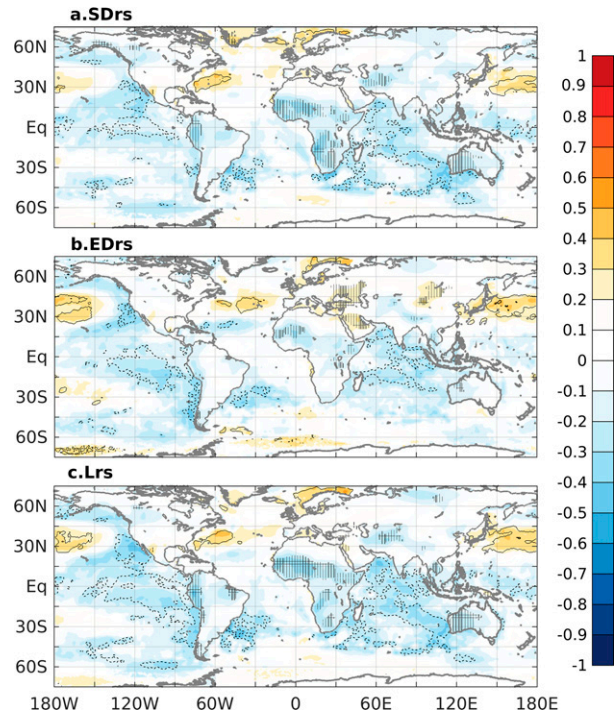 a.SDrs
60N
30N
Eq
30S
60S
b.EDrs
60N
30N
Eq
30S
60S
c.Lrs
60N
30N
Eq
30S
60S
180W 120W 60W 0 60E 120E 180E
1
0.9
0.8
0.7
0.6
0.5
0.4
0.3
0.2
0.1
0
-0.1
-0.2
-0.3
-0.4
-0.5
-0.6
-0.7
-0.8
-0.9
-1